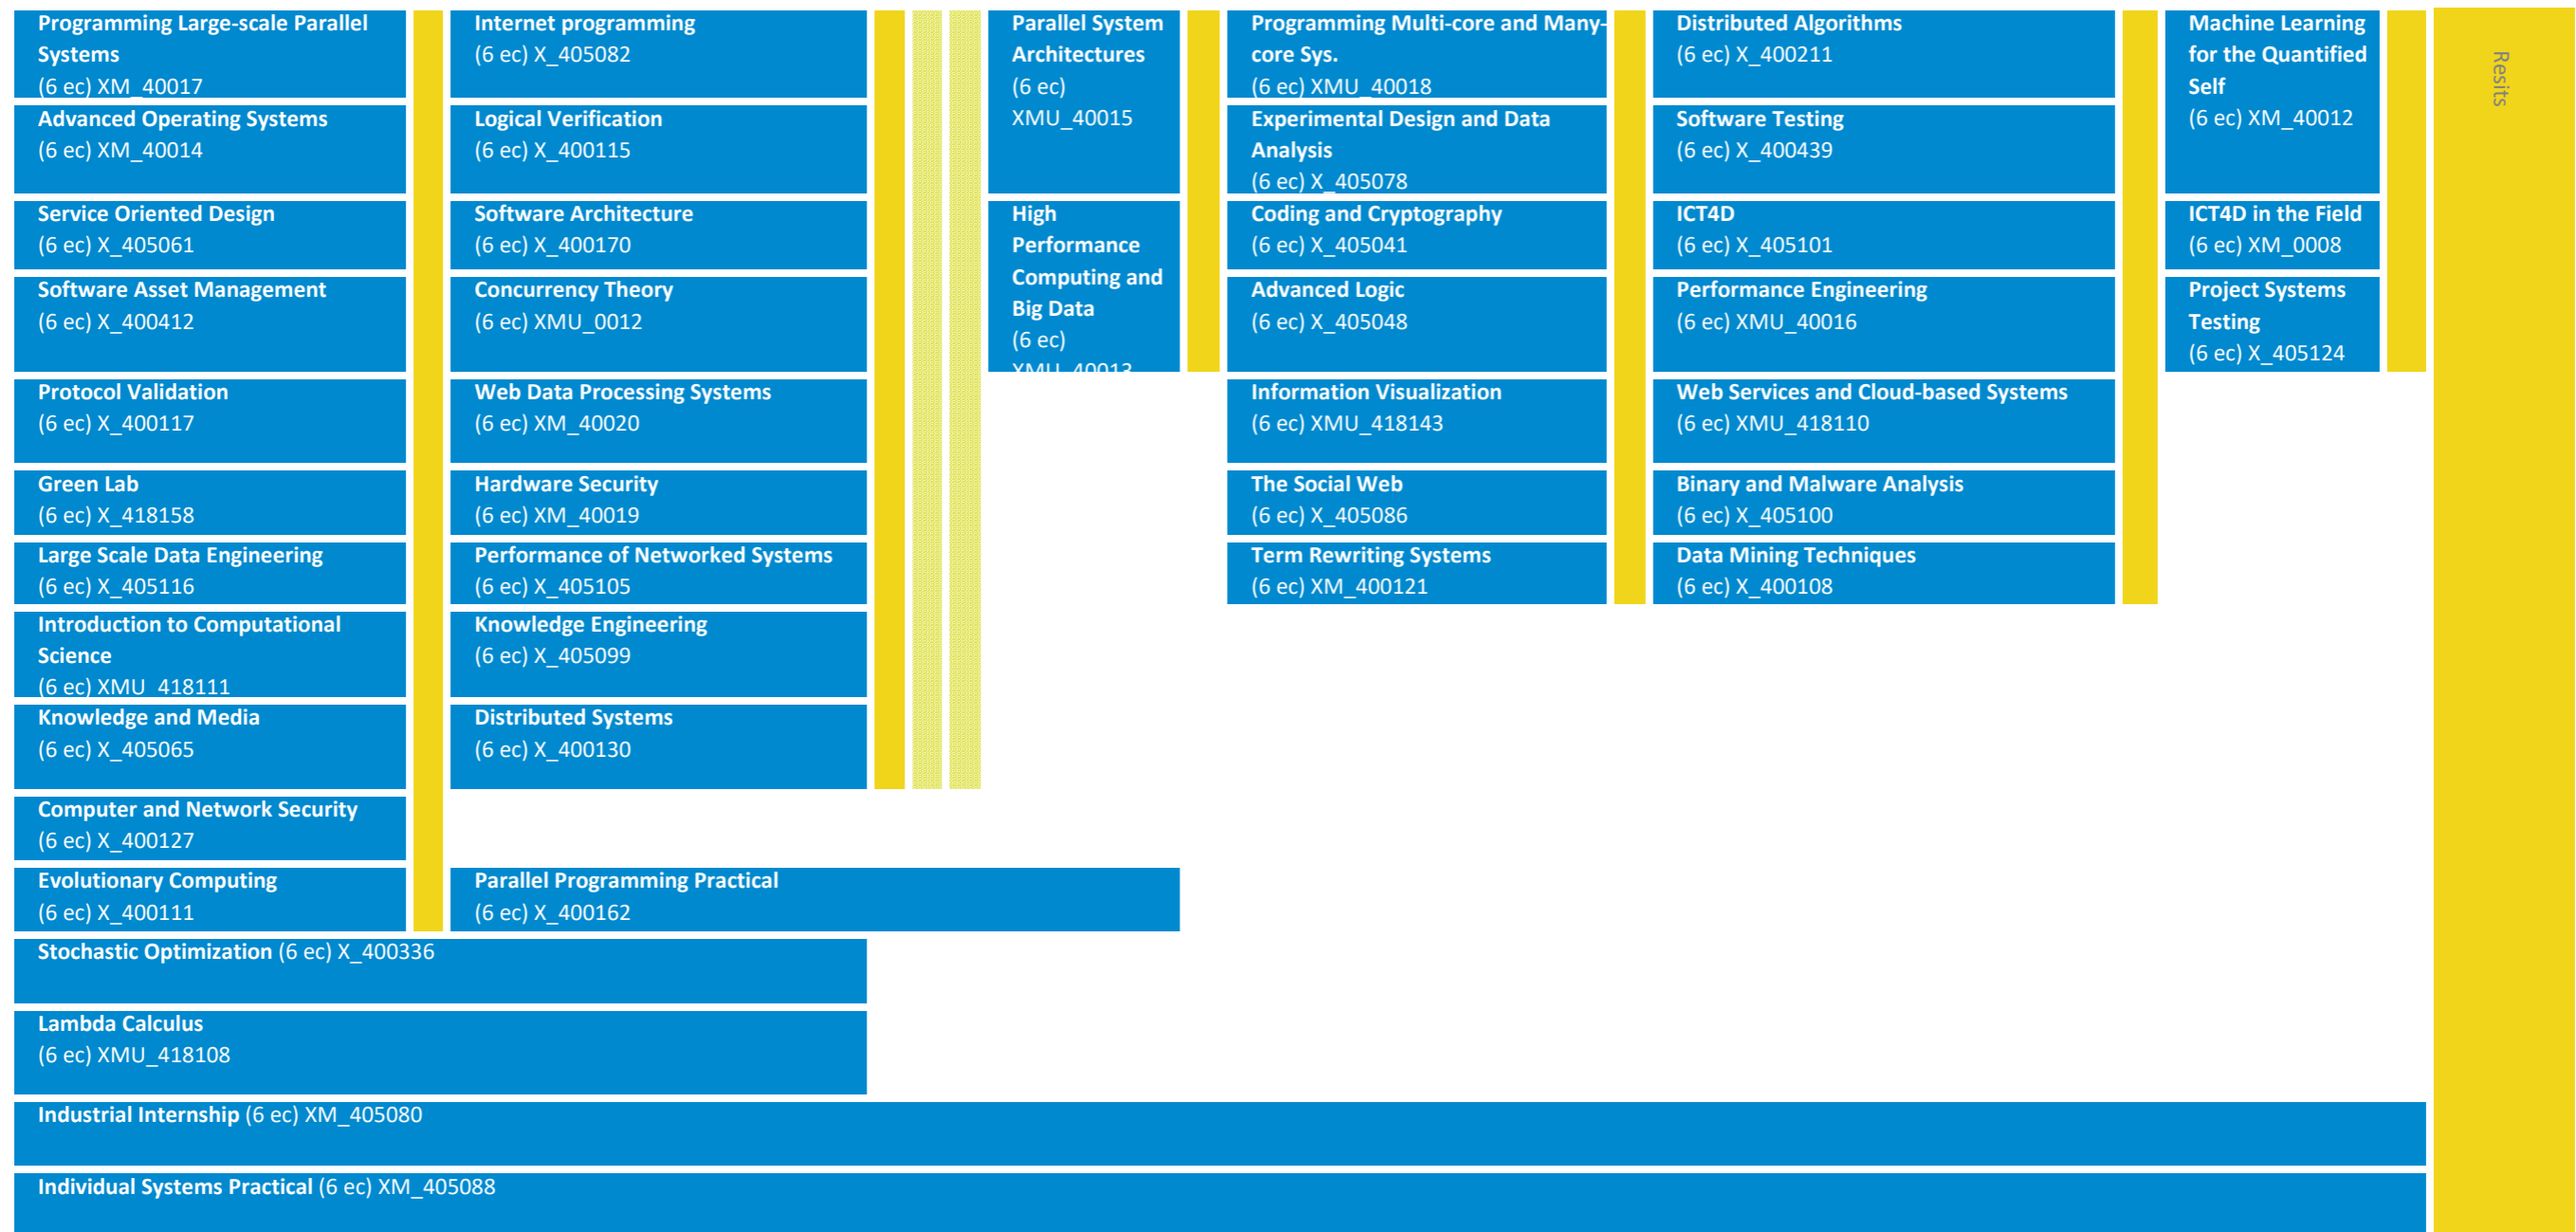 Programming Large-scale Parallel
Systems
(6 ec) XM_40017
Advanced Operating Systems
(6 ec) XM_40014
Service Oriented Design
(6 ec) X_405061
Software Asset Management
(6 ec) X_400412
Protocol Validation
(6 ec) X_400117
Green Lab
(6 ec) X_418158
Large Scale Data Engineering
(6 ec) X_405116
Introduction to Computational
Science
(6 ec) XMU_418111
Knowledge and Media
(6 ec) X_405065
Computer and Network Security
(6 ec) X_400127
Evolutionary Computing
(6 ec) X_400111
Internet programming
(6 ec) X_405082
Logical Verification
(6 ec) X_400115
Software Architecture
(6 ec) X_400170
Concurrency Theory
(6 ec) XMU_0012
Web Data Processing Systems
(6 ec) XM_40020
Hardware Security
(6 ec) XM_40019
Performance of Networked Systems
(6 ec) X_405105
Knowledge Engineering
(6 ec) X_405099
Distributed Systems
(6 ec) X_400130
Parallel Programming Practical
(6 ec) X_400162
Parallel System
Architectures
(6 ec)
XMU_40015
High
Performance
Computing and
Big Data
(6 ec)
XMU_40013
Programming Multi-core and Many-
core Sys.
(6 ec) XMU_40018
Experimental Design and Data
Analysis
(6 ec) X_405078
Coding and Cryptography
(6 ec) X_405041
Advanced Logic
(6 ec) X_405048
Information Visualization
(6 ec) XMU_418143
The Social Web
(6 ec) X_405086
Term Rewriting Systems
(6 ec) XM_400121
Distributed Algorithms
(6 ec) X_400211
Software Testing
(6 ec) X_400439
ICT4D
(6 ec) X_405101
Performance Engineering
(6 ec) XMU_40016
Web Services and Cloud-based Systems
(6 ec) XMU_418110
Binary and Malware Analysis
(6 ec) X_405100
Data Mining Techniques
(6 ec) X_400108
Machine Learning
for the Quantified
Self
(6 ec) XM_40012
ICT4D in the Field
(6 ec) XM_0008
Project Systems
Testing
(6 ec) X_405124
Resits
Stochastic Optimization (6 ec) X_400336
Lambda Calculus
(6 ec) XMU_418108
Industrial Internship (6 ec) XM_405080
Individual Systems Practical (6 ec) XM_405088